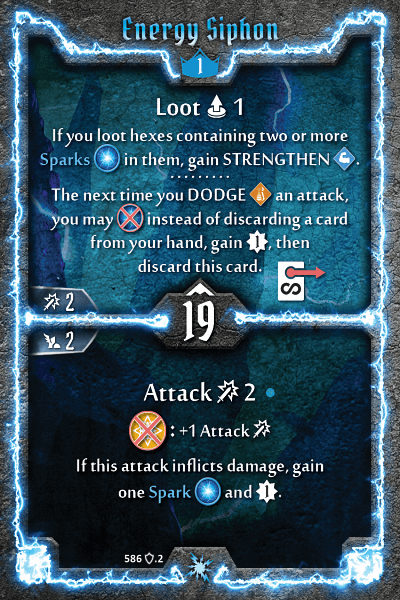 Energy Siphon
1
Loot 1
If you loot hexes containing two or more
Sparks in them, gain STRENGTHEN .
The next time you DODGE an attack,
you may instead of discarding a card
from your hand, gain 1, then
discard this card.
S
2
19
2
Attack 2
: +1 Attack
If this attack inflicts damage, gain
one Spark and 1.
586 .2